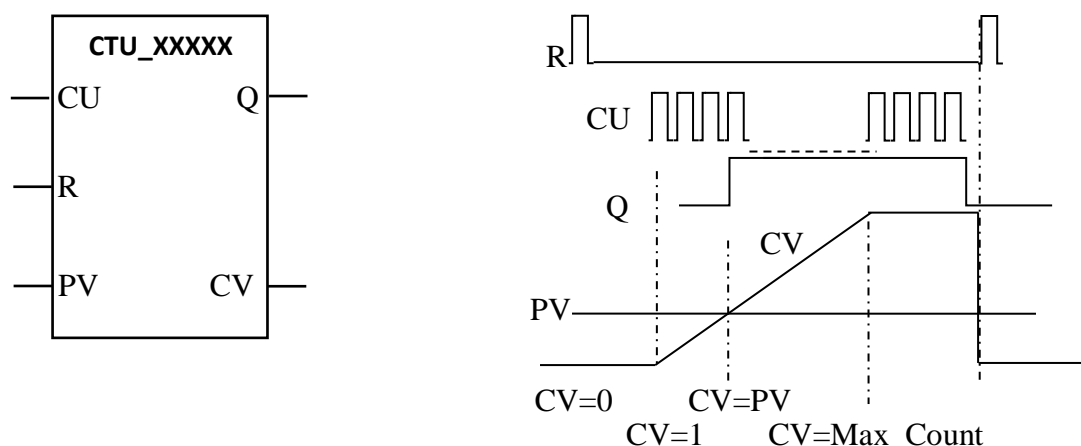 CTU_XXXXX
CU Q
R
PV CV
R
CU
Q
CV
PV
CV=0 CV=PV
CV=1 CV=Max Count